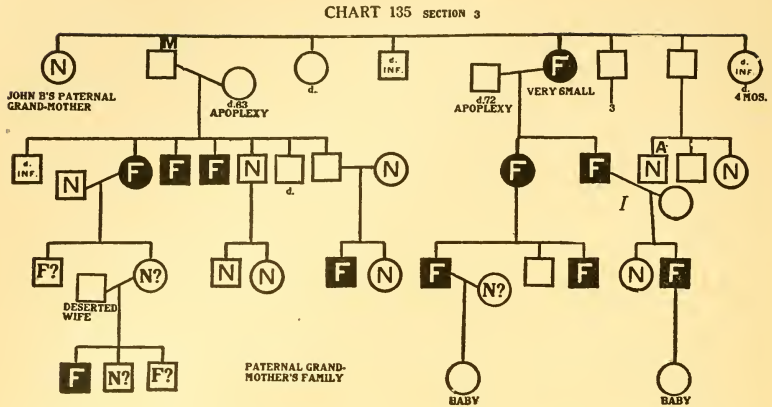 CHART 135 SECTION 3
M
N
d.
INF.
F
d.
INF.
JOHN B'S PATERNAL
GRAND-MOTHER
d.63
APOPLEXY
d.
d.72
APOPLEXY
VERY SMALL
3
d.
4 MOS.
A
d.
INF.
N
F
F
F
N
d.
N
F
F
N
N
I
F?
N?
N
N
F
N
F
N?
F
N
F
DESERTED
WIFE
F
N?
F?
PATERNAL GRAND-
MOTHER'S FAMILY
BABY
BABY